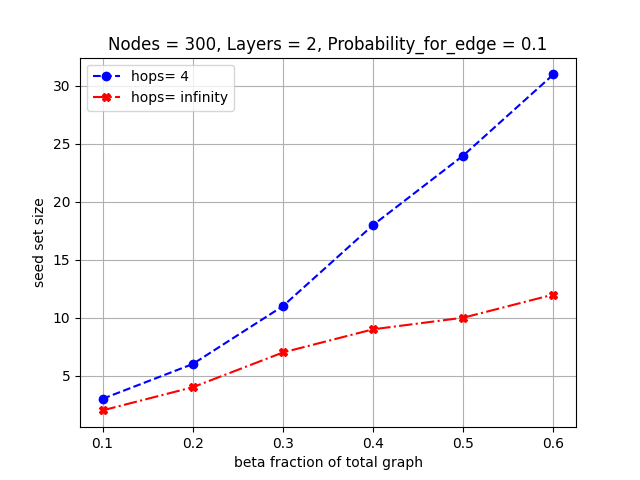 Nodes = 300, Layers = 2, Probability_for_edge = 0.1
hops= 4
hops= infinity
30
25
20
15
10
5
seed set size
0.1 0.2 0.3 0.4 0.5 0.6
beta fraction of total graph